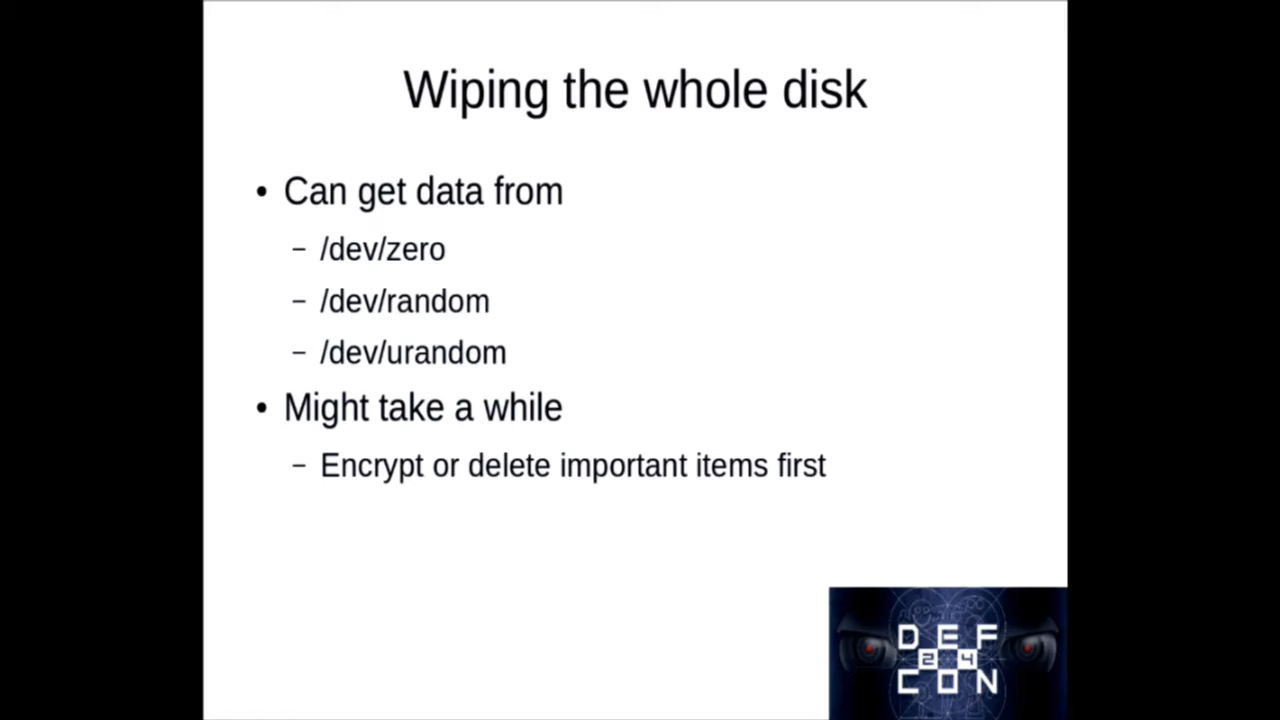 Wiping the whole disk
• Can get data from
– /dev/zero
– /dev/random
– /dev/urandom
• Might take a while
– Encrypt or delete important items first
DEF
24
CON